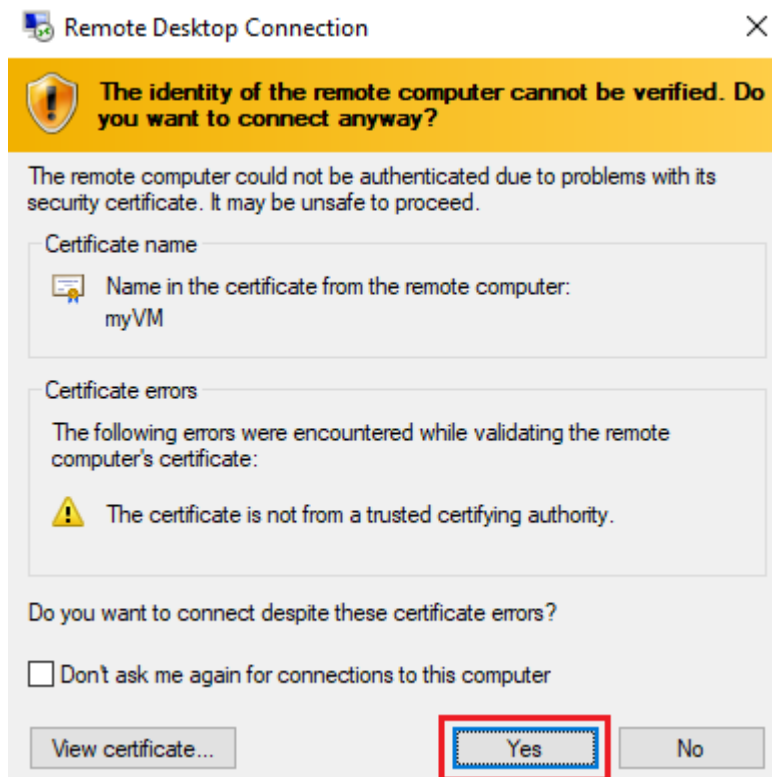 Remote Desktop Connection
The identity of the remote computer cannot be verified. Do
you want to connect anyway?
The remote computer could not be authenticated due to problems with its
security certificate. It may be unsafe to proceed.
Certificate name
Name in the certificate from the remote computer:
myVM
Certificate errors
The following errors were encountered while validating the remote
computer's certificate:
The certificate is not from a trusted certifying authority.
Do you want to connect despite these certificate errors?
Don't ask me again for connections to this computer
View certificate... Yes No